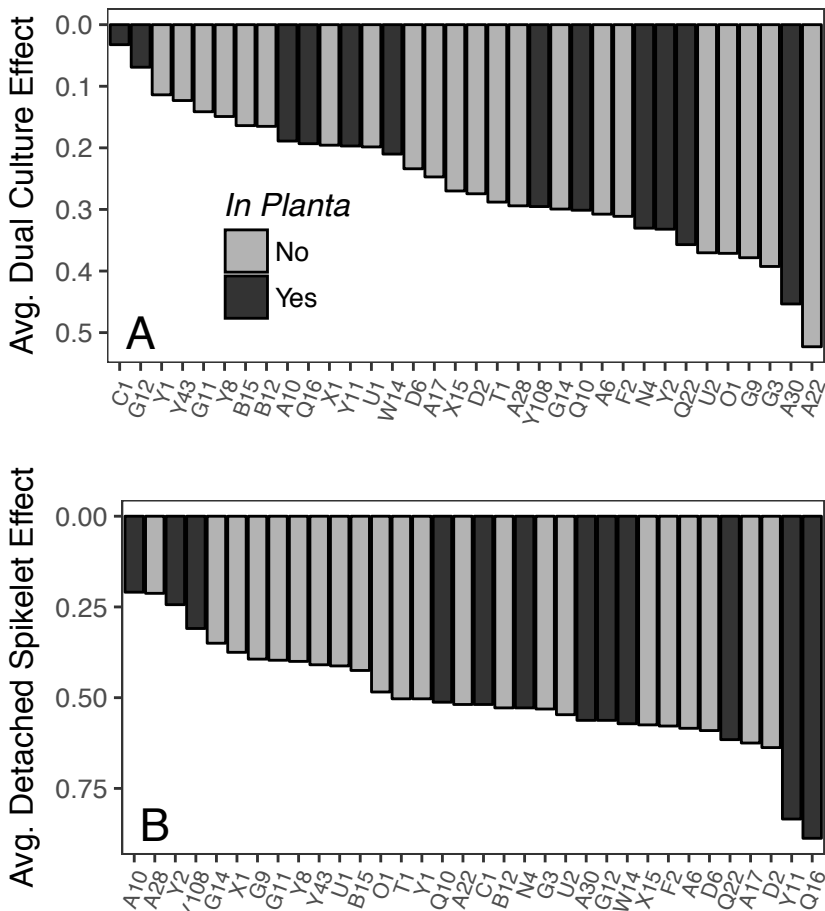 Avg. Dual Culture Effect
0.0
0.1
0.2
0.3
0.4
0.5
In Planta
No
Yes
A
C1 G12 Y1 Y43 G11 Y8 B15 B12 A10 Q16 X1 Y11 U1 W14 D6 A17 X15 D2 T1 A28 Y108 G14 Q10 A6 F2 N4 Y2 Q22 U2 O1 G9 G3 A30 A22
Avg. Detached Spikelet Effect
0.00
0.25
0.50
0.75
B
A10 A28 Y2 Y108 G14 X1 G9 G11 Y8 Y43 U1 B15 O1 T1 Y1 Q10 A22 C1 B12 N4 G3 U2 A30 G12 W14 X15 F2 A6 D6 Q22 A17 D2 Y11 Q16